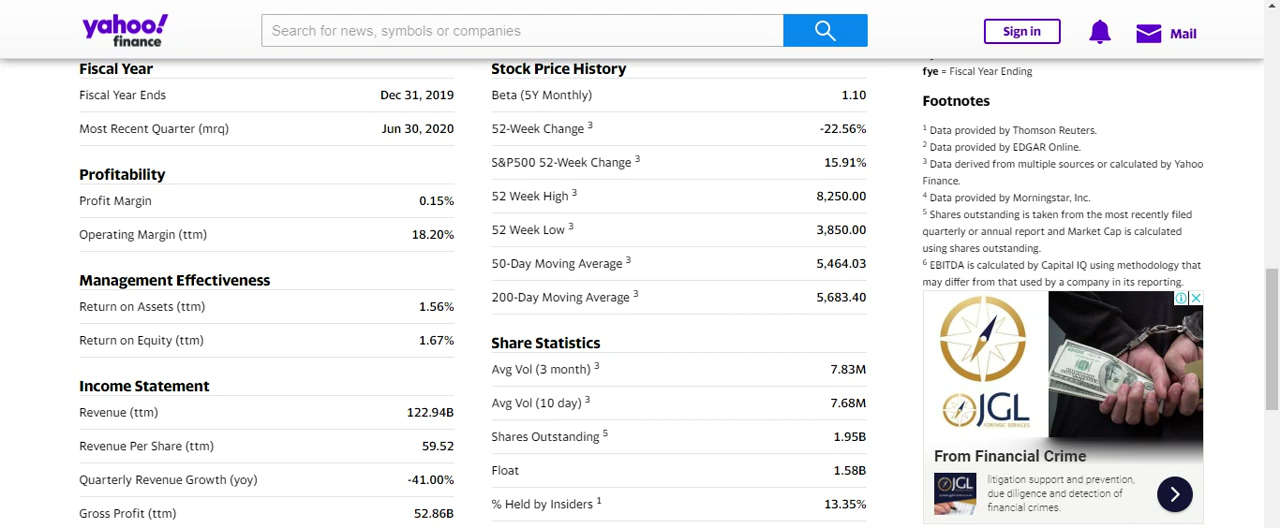 yahoo!
finance
Search for news, symbols or companies
Sign in
Mail
Fiscal Year
Fiscal Year Ends Dec 31, 2019
Most Recent Quarter (mrq) Jun 30, 2020
Profitability
Profit Margin 0.15%
Operating Margin (ttm) 18.20%
Management Effectiveness
Return on Assets (ttm) 1.56%
Return on Equity (ttm) 1.67%
Income Statement
Revenue (ttm) 122.94B
Revenue Per Share (ttm) 59.52
Quarterly Revenue Growth (yoy) -41.00%
Gross Profit (ttm) 52.86B
Stock Price History
Beta (5Y Monthly) 1.10
52-Week Change 3 -22.56%
S&P500 52-Week Change 3 15.91%
52 Week High 3 8,250.00
52 Week Low 3 3,850.00
50-Day Moving Average 3 5,464.03
200-Day Moving Average 3 5,683.40
Share Statistics
Avg Vol (3 month) 3 7.83M
Avg Vol (10 day) 3 7.68M
Shares Outstanding 5 1.95B
Float 1.58B
% Held by Insiders 1 13.35%
fye = Fiscal Year Ending
Footnotes
1 Data provided by Thomson Reuters.
2 Data provided by EDGAR Online.
3 Data derived from multiple sources or calculated by Yahoo
Finance.
4 Data provided by Morningstar, Inc.
5 Shares outstanding is taken from the most recently filed
quarterly or annual report and Market Cap is calculated
using shares outstanding.
6 EBITDA is calculated by Capital IQ using methodology that
may differ from that used by a company in its reporting.
JGL
FORENSIC SERVICES
From Financial Crime
JGL
litigation support and prevention,
due diligence and detection of
financial crimes.